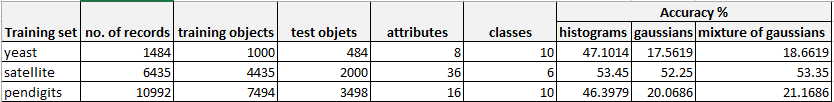 Accuracy %
Training set no. of records training objects test objets attributes classes histograms gaussians mixture of gaussians
yeast 1484 1000 484 8 10 47.1014 17.5619 18.6619
satellite 6435 4435 2000 36 6 53.45 52.25 53.35
pendigits 10992 7494 3498 16 10 46.3979 20.0686 21.1686